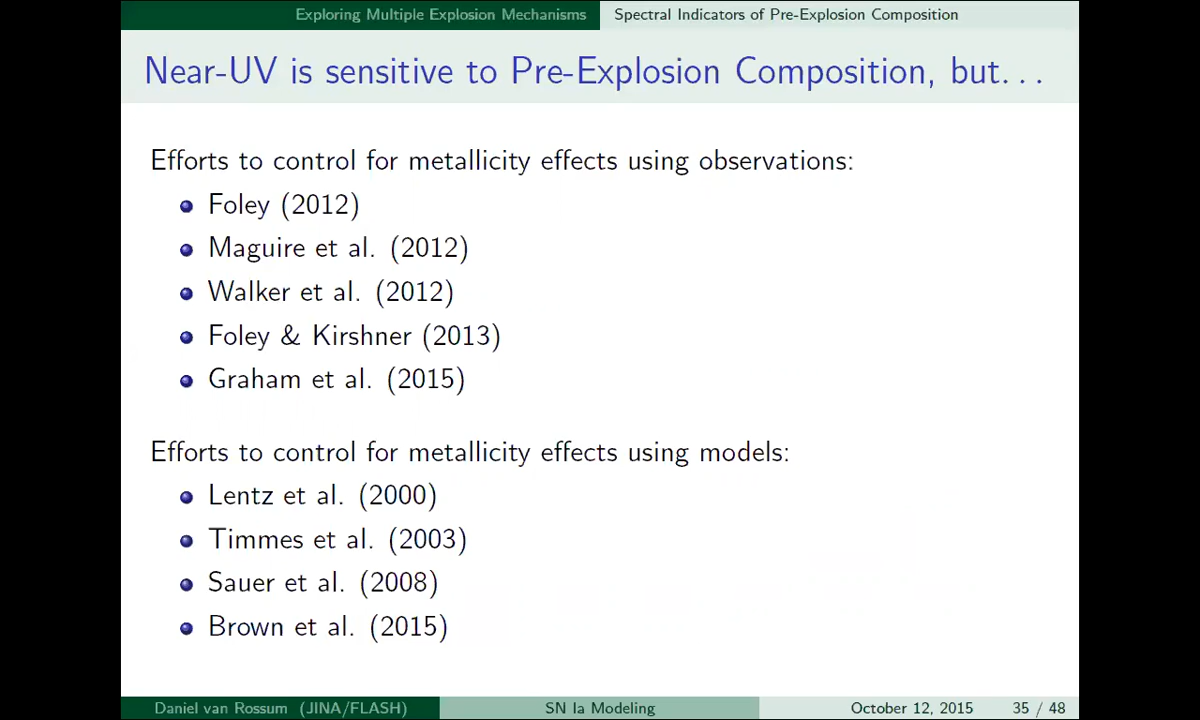 Exploring Multiple Explosion Mechanisms Spectral Indicators of Pre-Explosion Composition
Near-UV is sensitive to Pre-Explosion Composition, but...
Efforts to control for metallicity effects using observations:
Foley (2012)
Maguire et al. (2012)
Walker et al. (2012)
Foley & Kirshner (2013)
Graham et al. (2015)
Efforts to control for metallicity effects using models:
Lentz et al. (2000)
Timmes et al. (2003)
Sauer et al. (2008)
Brown et al. (2015)
Daniel van Rossum (JINA/FLASH) SN Ia Modeling October 12, 2015 35 / 48